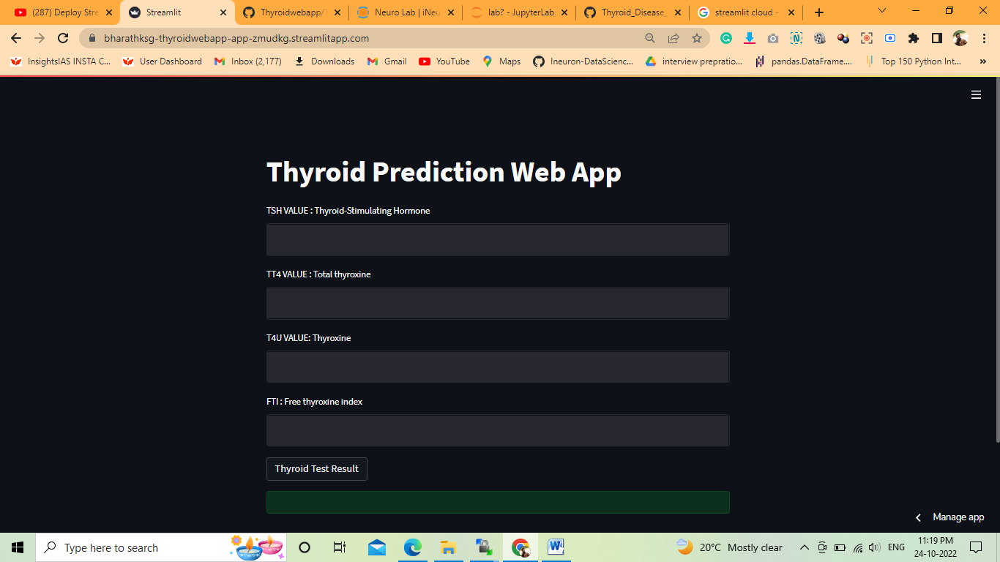 (287) Deploy Stre
Streamlit
Thyroidwebapp/
Neuro Lab | iNeu
lab? - JupyterLab
Thyroid_Disease_
streamlit cloud -
bharathksg-thyroidwebapp-app-zmudkg.streamlitapp.com
InsightsIAS INSTA C...
User Dashboard
Inbox (2,177)
Downloads
Gmail
YouTube
Maps
Ineuron-DataScienc...
interview prepratio...
pandas.DataFrame....
Top 150 Python Int...
Thyroid Prediction Web App
TSH VALUE : Thyroid-Stimulating Hormone
TT4 VALUE : Total thyroxine
T4U VALUE: Thyroxine
FTI : Free thyroxine index
Thyroid Test Result
Manage app
Type here to search
20°C Mostly clear
ENG
11:19 PM
24-10-2022